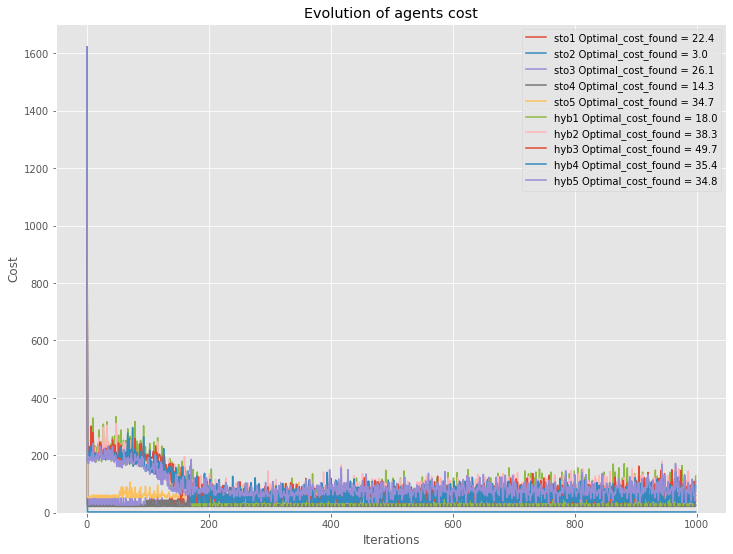 Evolution of agents cost
sto1 Optimal_cost_found = 22.4
sto2 Optimal_cost_found = 3.0
sto3 Optimal_cost_found = 26.1
sto4 Optimal_cost_found = 14.3
sto5 Optimal_cost_found = 34.7
hyb1 Optimal_cost_found = 18.0
hyb2 Optimal_cost_found = 38.3
hyb3 Optimal_cost_found = 49.7
hyb4 Optimal_cost_found = 35.4
hyb5 Optimal_cost_found = 34.8
Cost
1600
1400
1200
1000
800
600
400
200
0
0 200 400 600 800 1000
Iterations